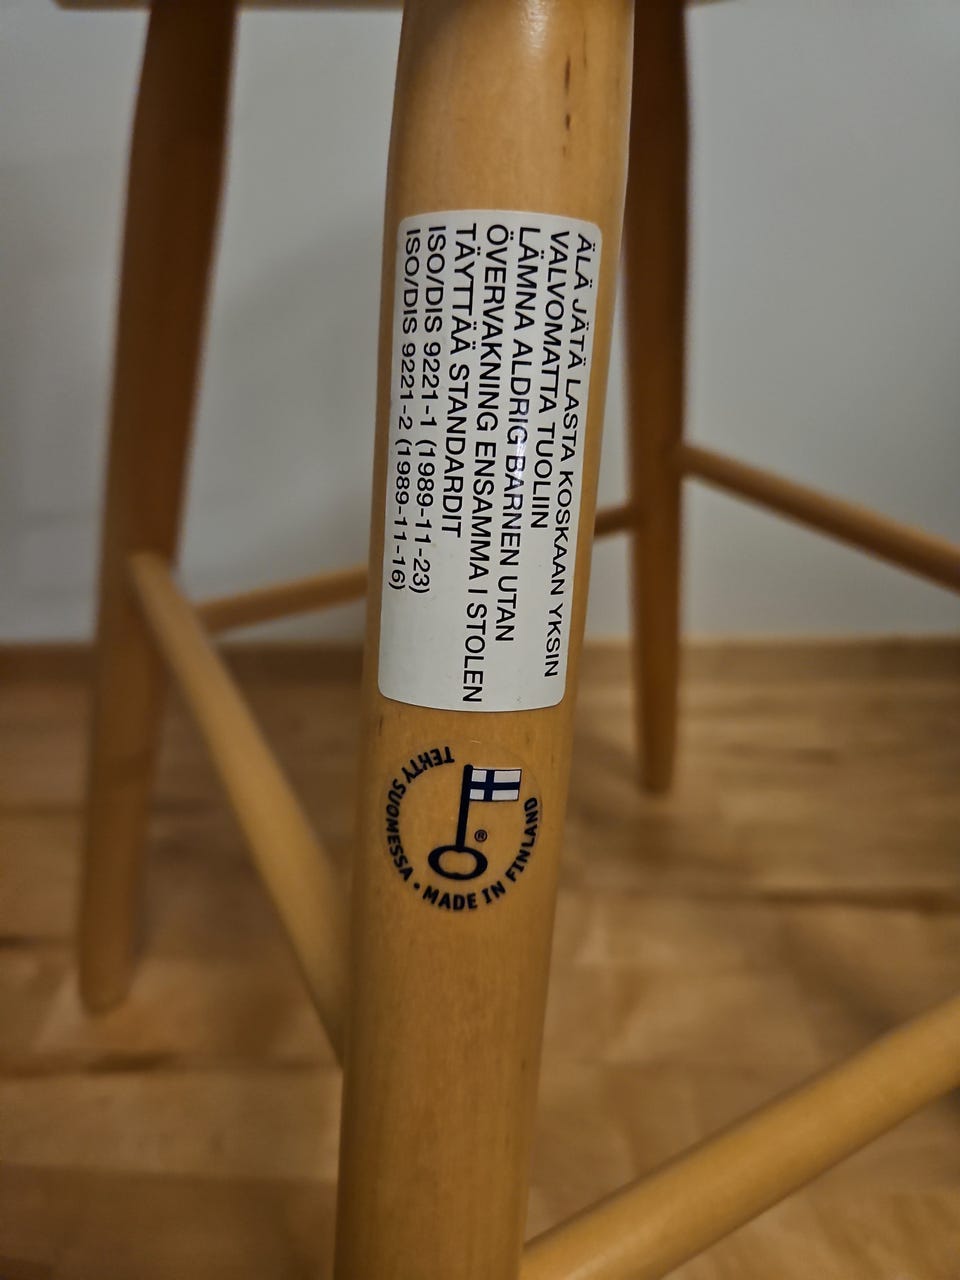 ÄLÄ JÄTÄ LASTA KOSKAAN YKSIN
VALVOMATTA TUOLIIN
LÄMNA ALDRIG BARNEN UTAN
ÖVERVAKNING ENSAMMA I STOLEN
TÄYTTÄÄ STANDARDIT
ISO/DIS 9221-1 (1989-11-23)
ISO/DIS 9221-2 (1989-11-16)
TEHTY SUOMESSA • MADE IN FINLAND
®